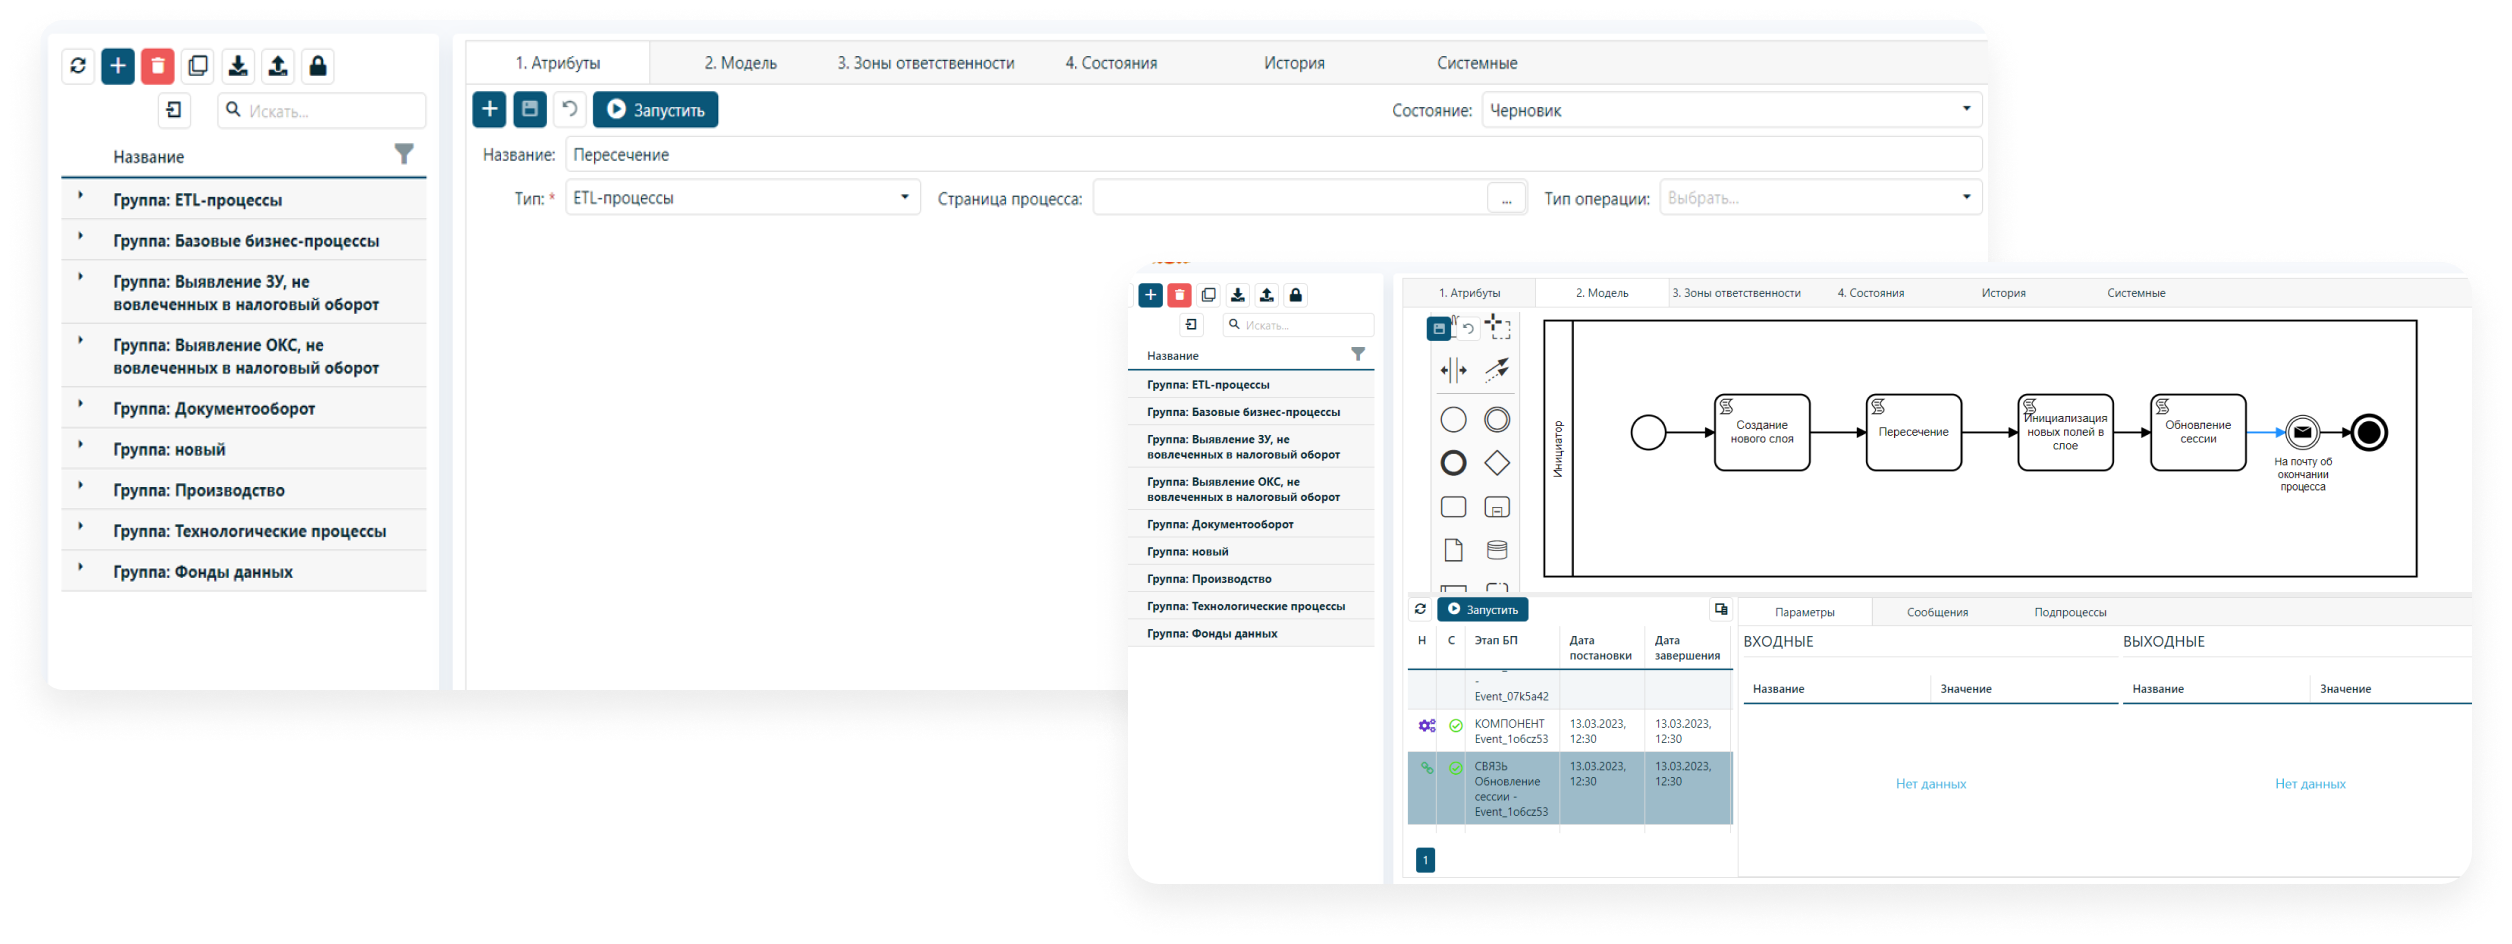 1. Атрибуты
2. Модель
3. Зоны ответственности
4. Состояния
История
Системные
Искать...
Запустить
Состояние:
Черновик
Название
Название:
Пересечение
Тип: *
ETL-процессы
Страница процесса:
...
Тип операции:
Выбрать...
Группа: ETL-процессы
Группа: Базовые бизнес-процессы
Группа: Выявление ЗУ, не
вовлеченных в налоговый оборот
Группа: Выявление ОКС, не
вовлеченных в налоговый оборот
Группа: Документооборот
Группа: новый
Группа: Производство
Группа: Технологические процессы
Группа: Фонды данных
1. Атрибуты
2. Модель
3. Зоны ответственности
4. Состояния
История
Системные
Искать...
Название
Группа: ETL-процессы
Группа: Базовые бизнес-процессы
Группа: Выявление ЗУ, не
вовлеченных в налоговый оборот
Группа: Выявление ОКС, не
вовлеченных в налоговый оборот
Группа: Документооборот
Группа: новый
Группа: Производство
Группа: Технологические процессы
Группа: Фонды данных
Инициатор
Создание
нового слоя
Пересечение
Инициализация
новых полей в
слое
Обновление
сессии
На почту об
окончании
процесса
Запустить
Н
С
Этап БП
Дата
постановки
Дата
завершения
-
Event_07k5a42
КОМПОНЕНТ
Event_1o6cz53
13.03.2023,
12:30
13.03.2023,
12:30
СВЯЗЬ
Обновление
сессии -
Event_1o6cz53
13.03.2023,
12:30
13.03.2023,
12:30
1
Параметры
Сообщения
Подпроцессы
ВХОДНЫЕ
ВЫХОДНЫЕ
Название
Значение
Название
Значение
Нет данных
Нет данных